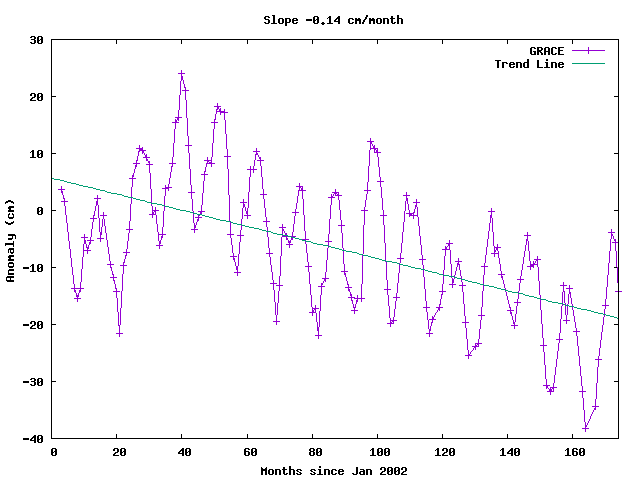 Slope -0.14 cm/month
GRACE
Trend Line
30
20
10
0
-10
-20
-30
-40
Anomaly (cm)
0 20 40 60 80 100 120 140 160
Months since Jan 2002